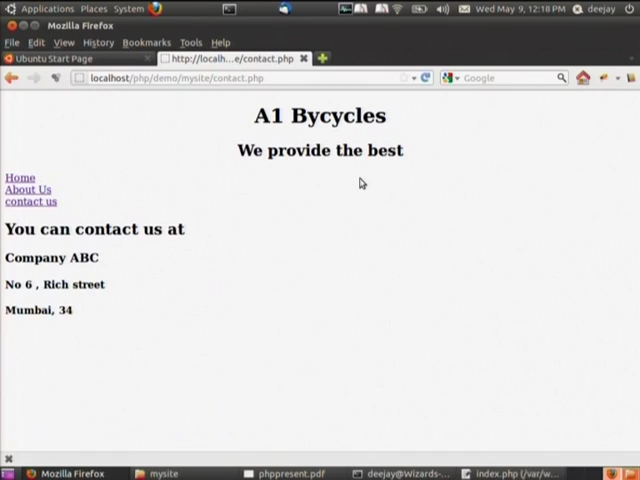 Applications Places System Wed May 9, 12:18 PM deejay
Mozilla Firefox
File Edit View History Bookmarks Tools Help
Ubuntu Start Page http://localh...e/contact.php
localhost/php/demo/mysite/contact.php Google
A1 Bycycles
We provide the best
Home
About Us
contact us
You can contact us at
Company ABC
No 6 , Rich street
Mumbai, 34
Mozilla Firefox mysite phppresent.pdf deejay@Wizards-... index.php (/var/w...